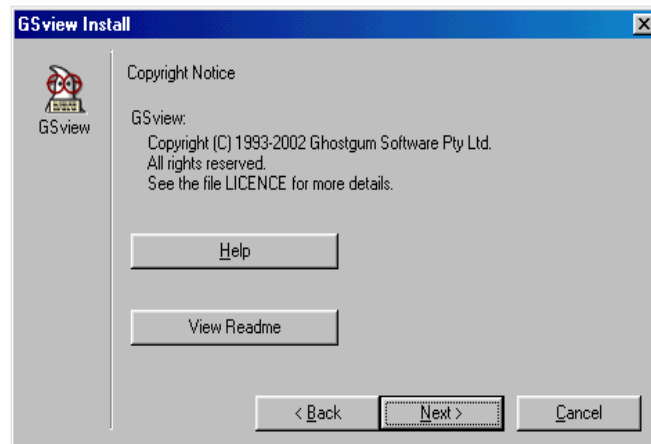 GSview Install
GSview
Copyright Notice
GSview:
Copyright (C) 1993-2002 Ghostgum Software Pty Ltd.
All rights reserved.
See the file LICENCE for more details.
Help
View Readme
< Back
Next >
Cancel